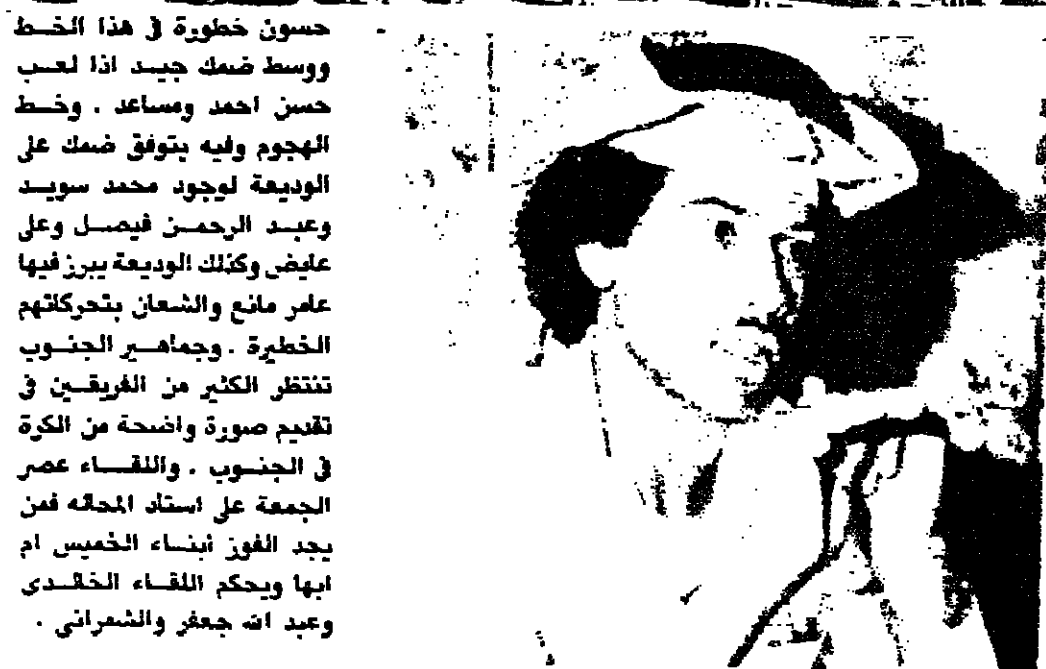 حسون خطورة في هذا الخط
ووسط ضمك جيد اذا لعب
حسن احمد ومساعد . وخط
الهجوم وفيه يتوفق ضمك على
الوديعة لوجود محمد سويد
وعبد الرحمن فيصل وعلى
عايض وكذلك الوديعة يبرز فيها
عامر مانع والشعان بتحركاتهم
الخطيرة . وجماهير الجنوب
تنتظر الكثير من الفريقين في
تقديم صورة واضحة من الكرة
في الجنوب . واللقاء عصر
الجمعة على استاد المحاله فمن
يجد الفوز أبناء الخميس ام
ابها ويحكم اللقاء الخالدى
وعبد الله جعفر والشمراني .